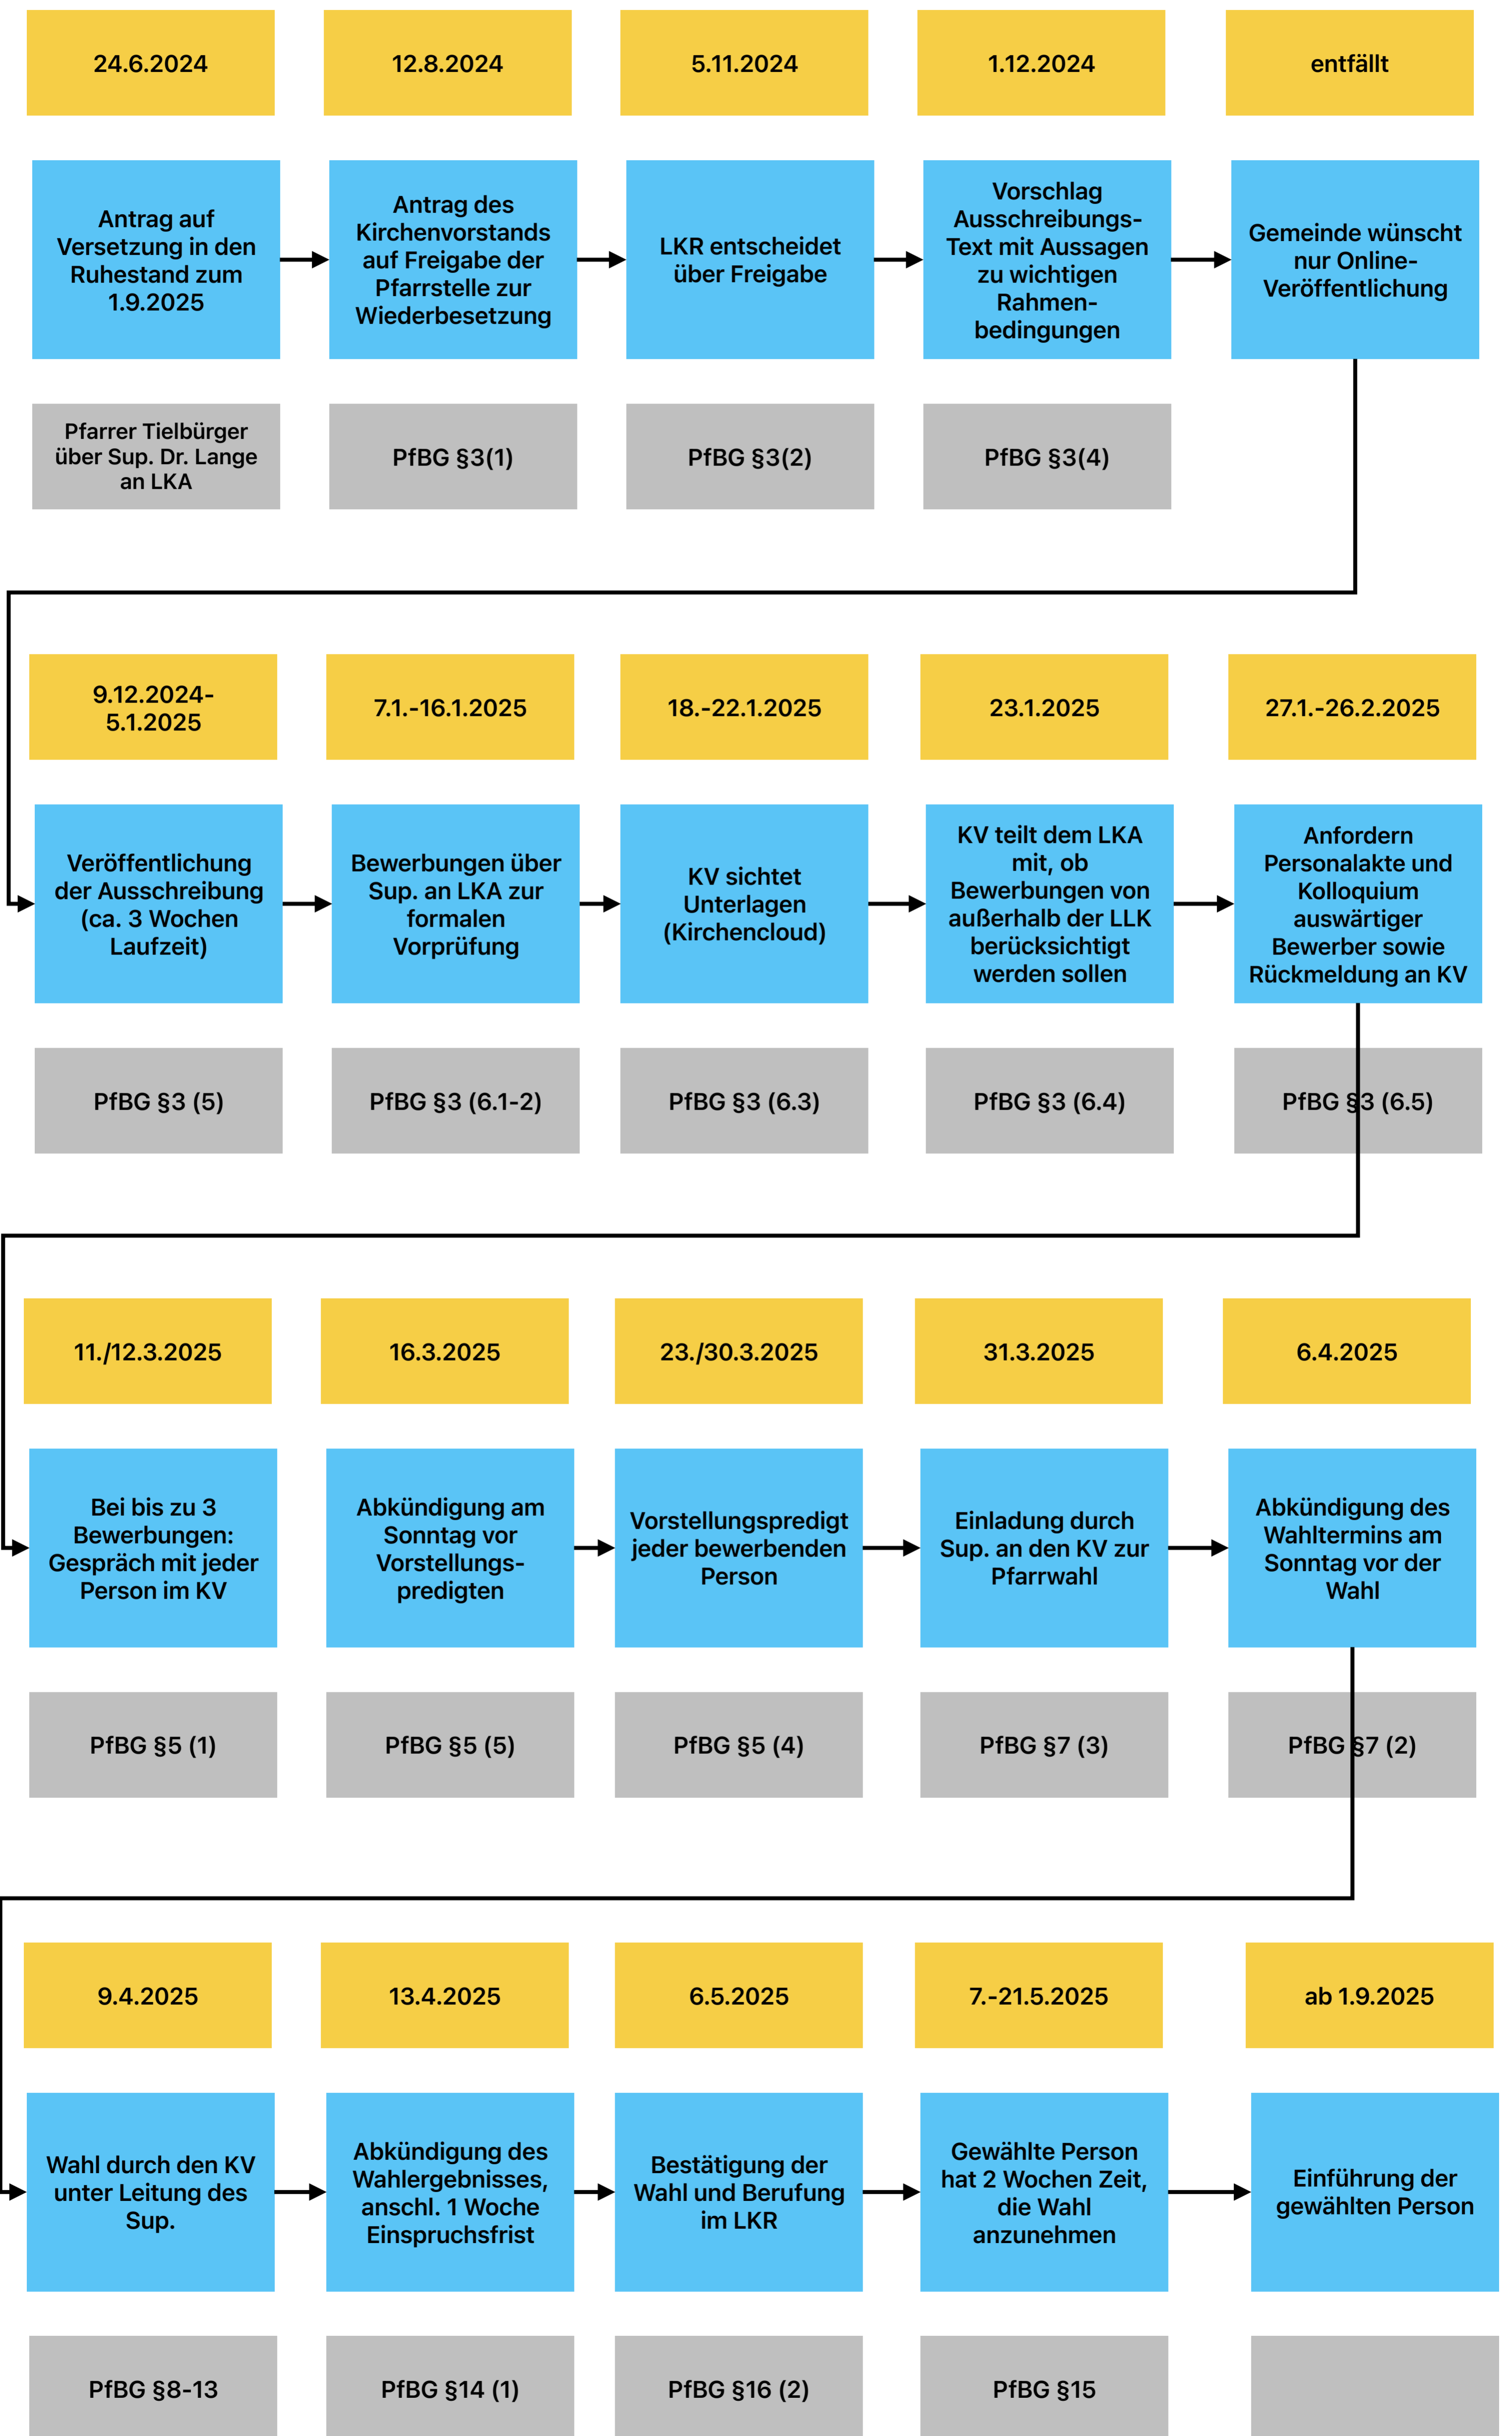 24.6.2024
12.8.2024
5.11.2024
1.12.2024
entfällt
Antrag auf
Versetzung in den
Ruhestand zum
1.9.2025
Antrag des
Kirchenvorstands
auf Freigabe der
Pfarrstelle zur
Wiederbesetzung
LKR entscheidet
über Freigabe
Vorschlag
Ausschreibungs-
Text mit Aussagen
zu wichtigen
Rahmen-
bedingungen
Gemeinde wünscht
nur Online-
Veröffentlichung
Pfarrer Tielbürger
über Sup. Dr. Lange
an LKA
PfBG §3(1)
PfBG §3(2)
PfBG §3(4)
9.12.2024-
5.1.2025
7.1.-16.1.2025
18.-22.1.2025
23.1.2025
27.1.-26.2.2025
Veröffentlichung
der Ausschreibung
(ca. 3 Wochen
Laufzeit)
Bewerbungen über
Sup. an LKA zur
formalen
Vorprüfung
KV sichtet
Unterlagen
(Kirchencloud)
KV teilt dem LKA
mit, ob
Bewerbungen von
außerhalb der LLK
berücksichtigt
werden sollen
Anfordern
Personalakte und
Kolloquium
auswärtiger
Bewerber sowie
Rückmeldung an KV
PfBG §3 (5)
PfBG §3 (6.1-2)
PfBG §3 (6.3)
PfBG §3 (6.4)
PfBG §3 (6.5)
11./12.3.2025
16.3.2025
23./30.3.2025
31.3.2025
6.4.2025
Bei bis zu 3
Bewerbungen:
Gespräch mit jeder
Person im KV
Abkündigung am
Sonntag vor
Vorstellungs-
predigten
Vorstellungspredigt
jeder bewerbenden
Person
Einladung durch
Sup. an den KV zur
Pfarrwahl
Abkündigung des
Wahltermins am
Sonntag vor der
Wahl
PfBG §5 (1)
PfBG §5 (5)
PfBG §5 (4)
PfBG §7 (3)
PfBG §7 (2)
9.4.2025
13.4.2025
6.5.2025
7.-21.5.2025
ab 1.9.2025
Wahl durch den KV
unter Leitung des
Sup.
Abkündigung des
Wahlergebnisses,
anschl. 1 Woche
Einspruchsfrist
Bestätigung der
Wahl und Berufung
im LKR
Gewählte Person
hat 2 Wochen Zeit,
die Wahl
anzunehmen
Einführung der
gewählten Person
PfBG §8-13
PfBG §14 (1)
PfBG §16 (2)
PfBG §15